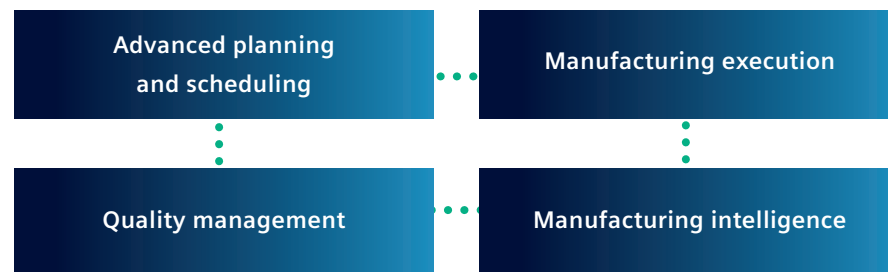 Advanced planning
and scheduling
Manufacturing execution
Quality management
Manufacturing intelligence